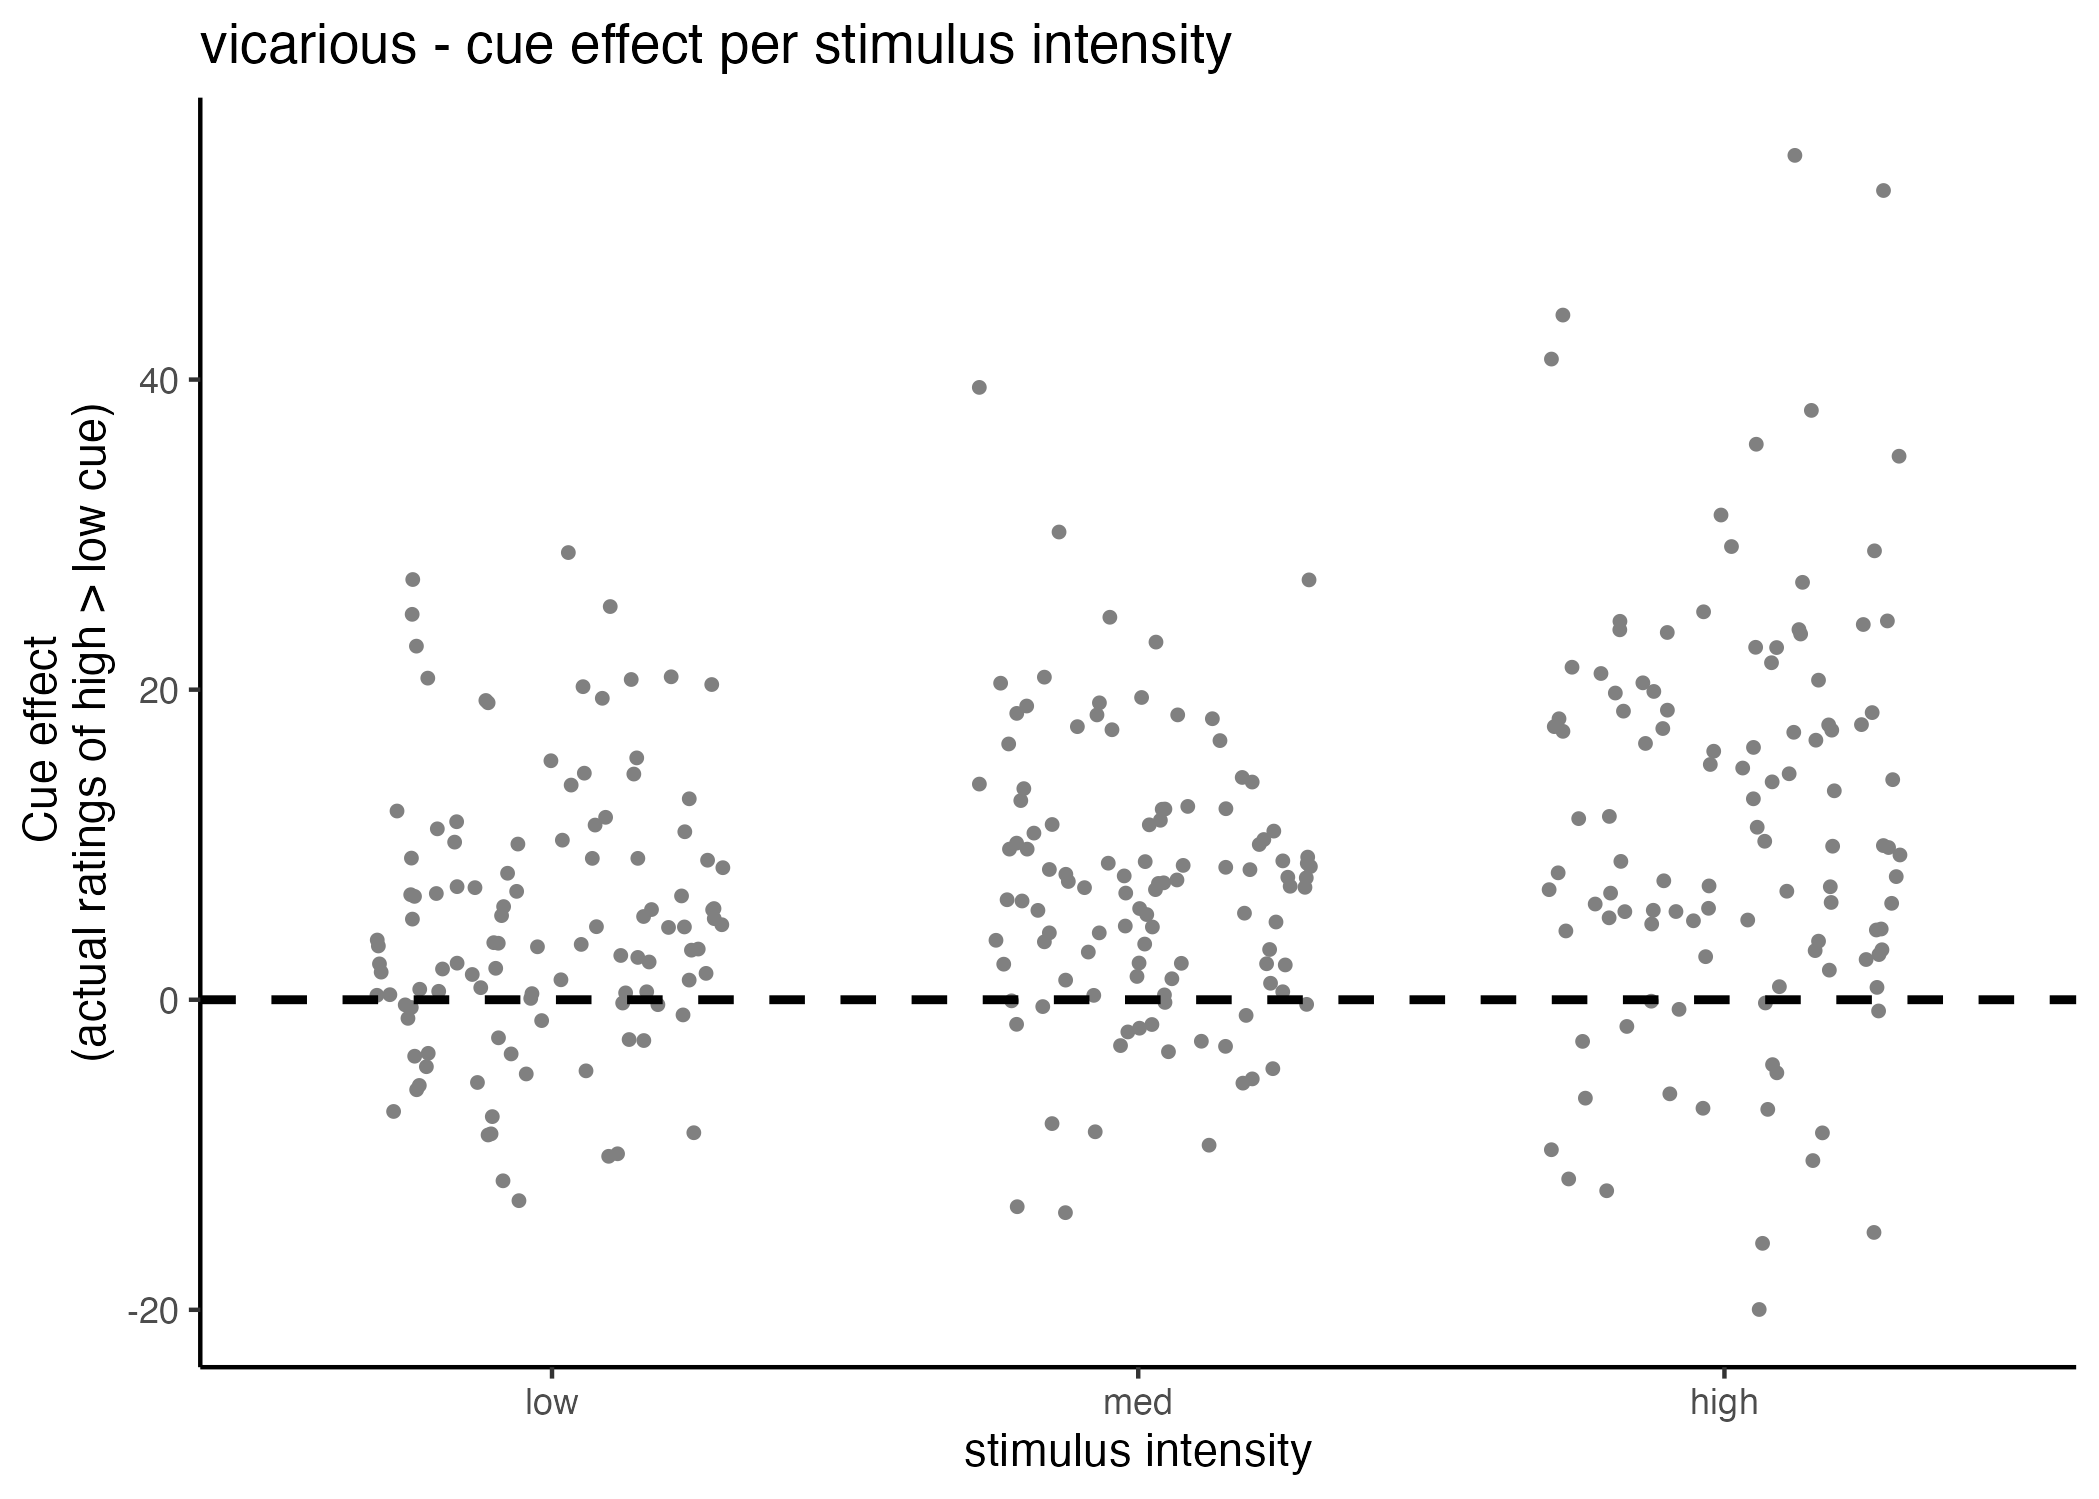 vicarious - cue effect per stimulus intensity
Cue effect
(actual ratings of high > low cue)
40
20
0
-20
low
med
high
stimulus intensity